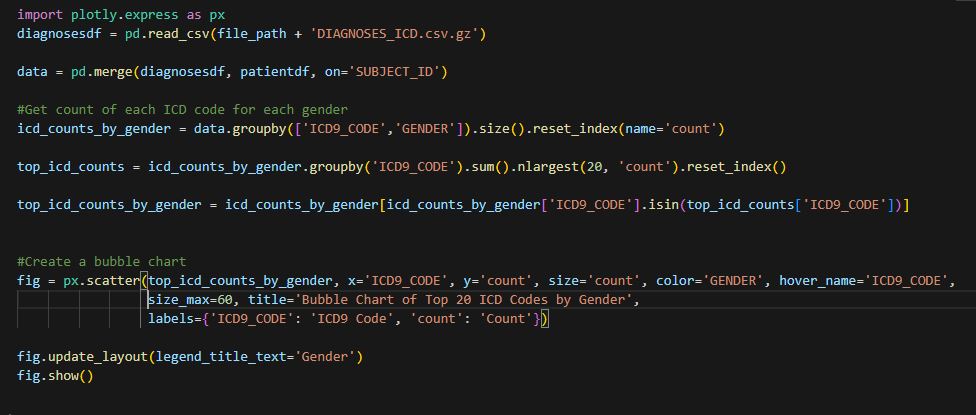 import plotly.express as px
diagnosesdf = pd.read_csv(file_path + 'DIAGNOSES_ICD.csv.gz')
data = pd.merge(diagnosesdf, patientdf, on='SUBJECT_ID')
#Get count of each ICD code for each gender
icd_counts_by_gender = data.groupby(['ICD9_CODE','GENDER']).size().reset_index(name='count')
top_icd_counts = icd_counts_by_gender.groupby('ICD9_CODE').sum().nlargest(20, 'count').reset_index()
top_icd_counts_by_gender = icd_counts_by_gender[icd_counts_by_gender['ICD9_CODE'].isin(top_icd_counts['ICD9_CODE'])]
#Create a bubble chart
fig = px.scatter(top_icd_counts_by_gender, x='ICD9_CODE', y='count', size='count', color='GENDER', hover_name='ICD9_CODE',
size_max=60, title='Bubble Chart of Top 20 ICD Codes by Gender',
labels={'ICD9_CODE': 'ICD9 Code', 'count': 'Count'})
fig.update_layout(legend_title_text='Gender')
fig.show()